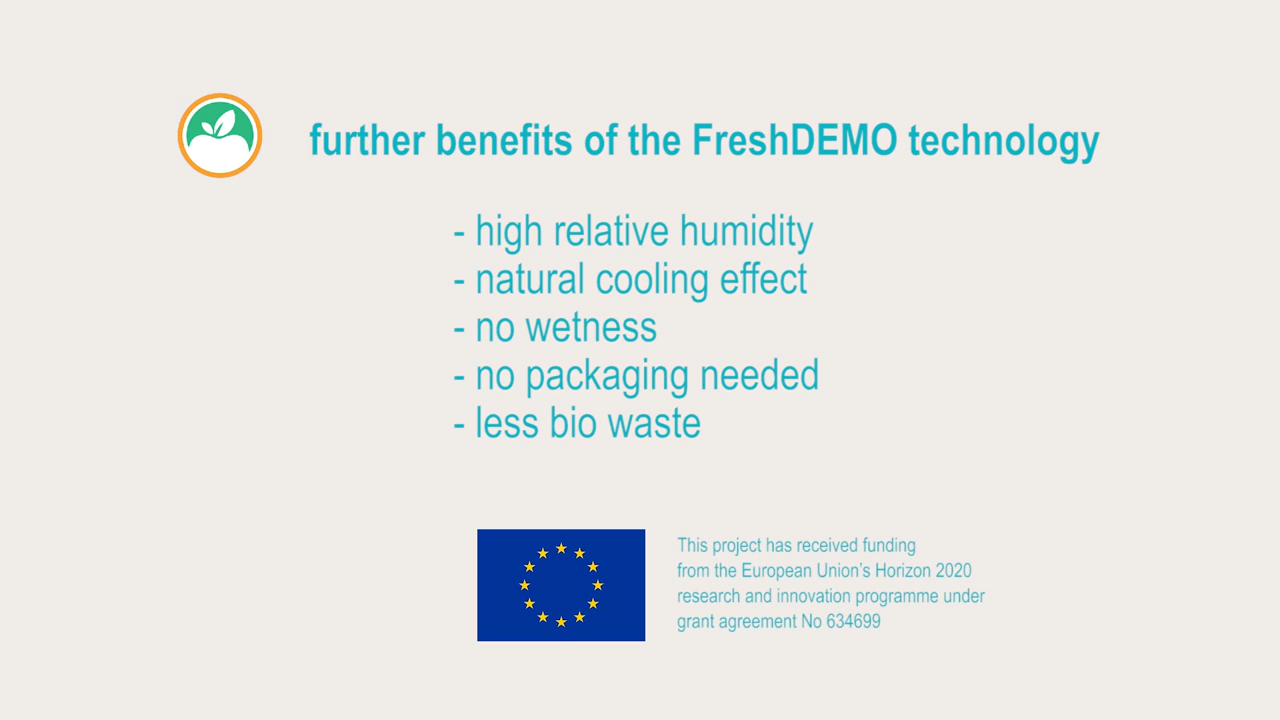 further benefits of the FreshDEMO technology
- high relative humidity
- natural cooling effect
- no wetness
- no packaging needed
- less bio waste
This project has received funding
from the European Union's Horizon 2020
research and innovation programme under
grant agreement No 634699